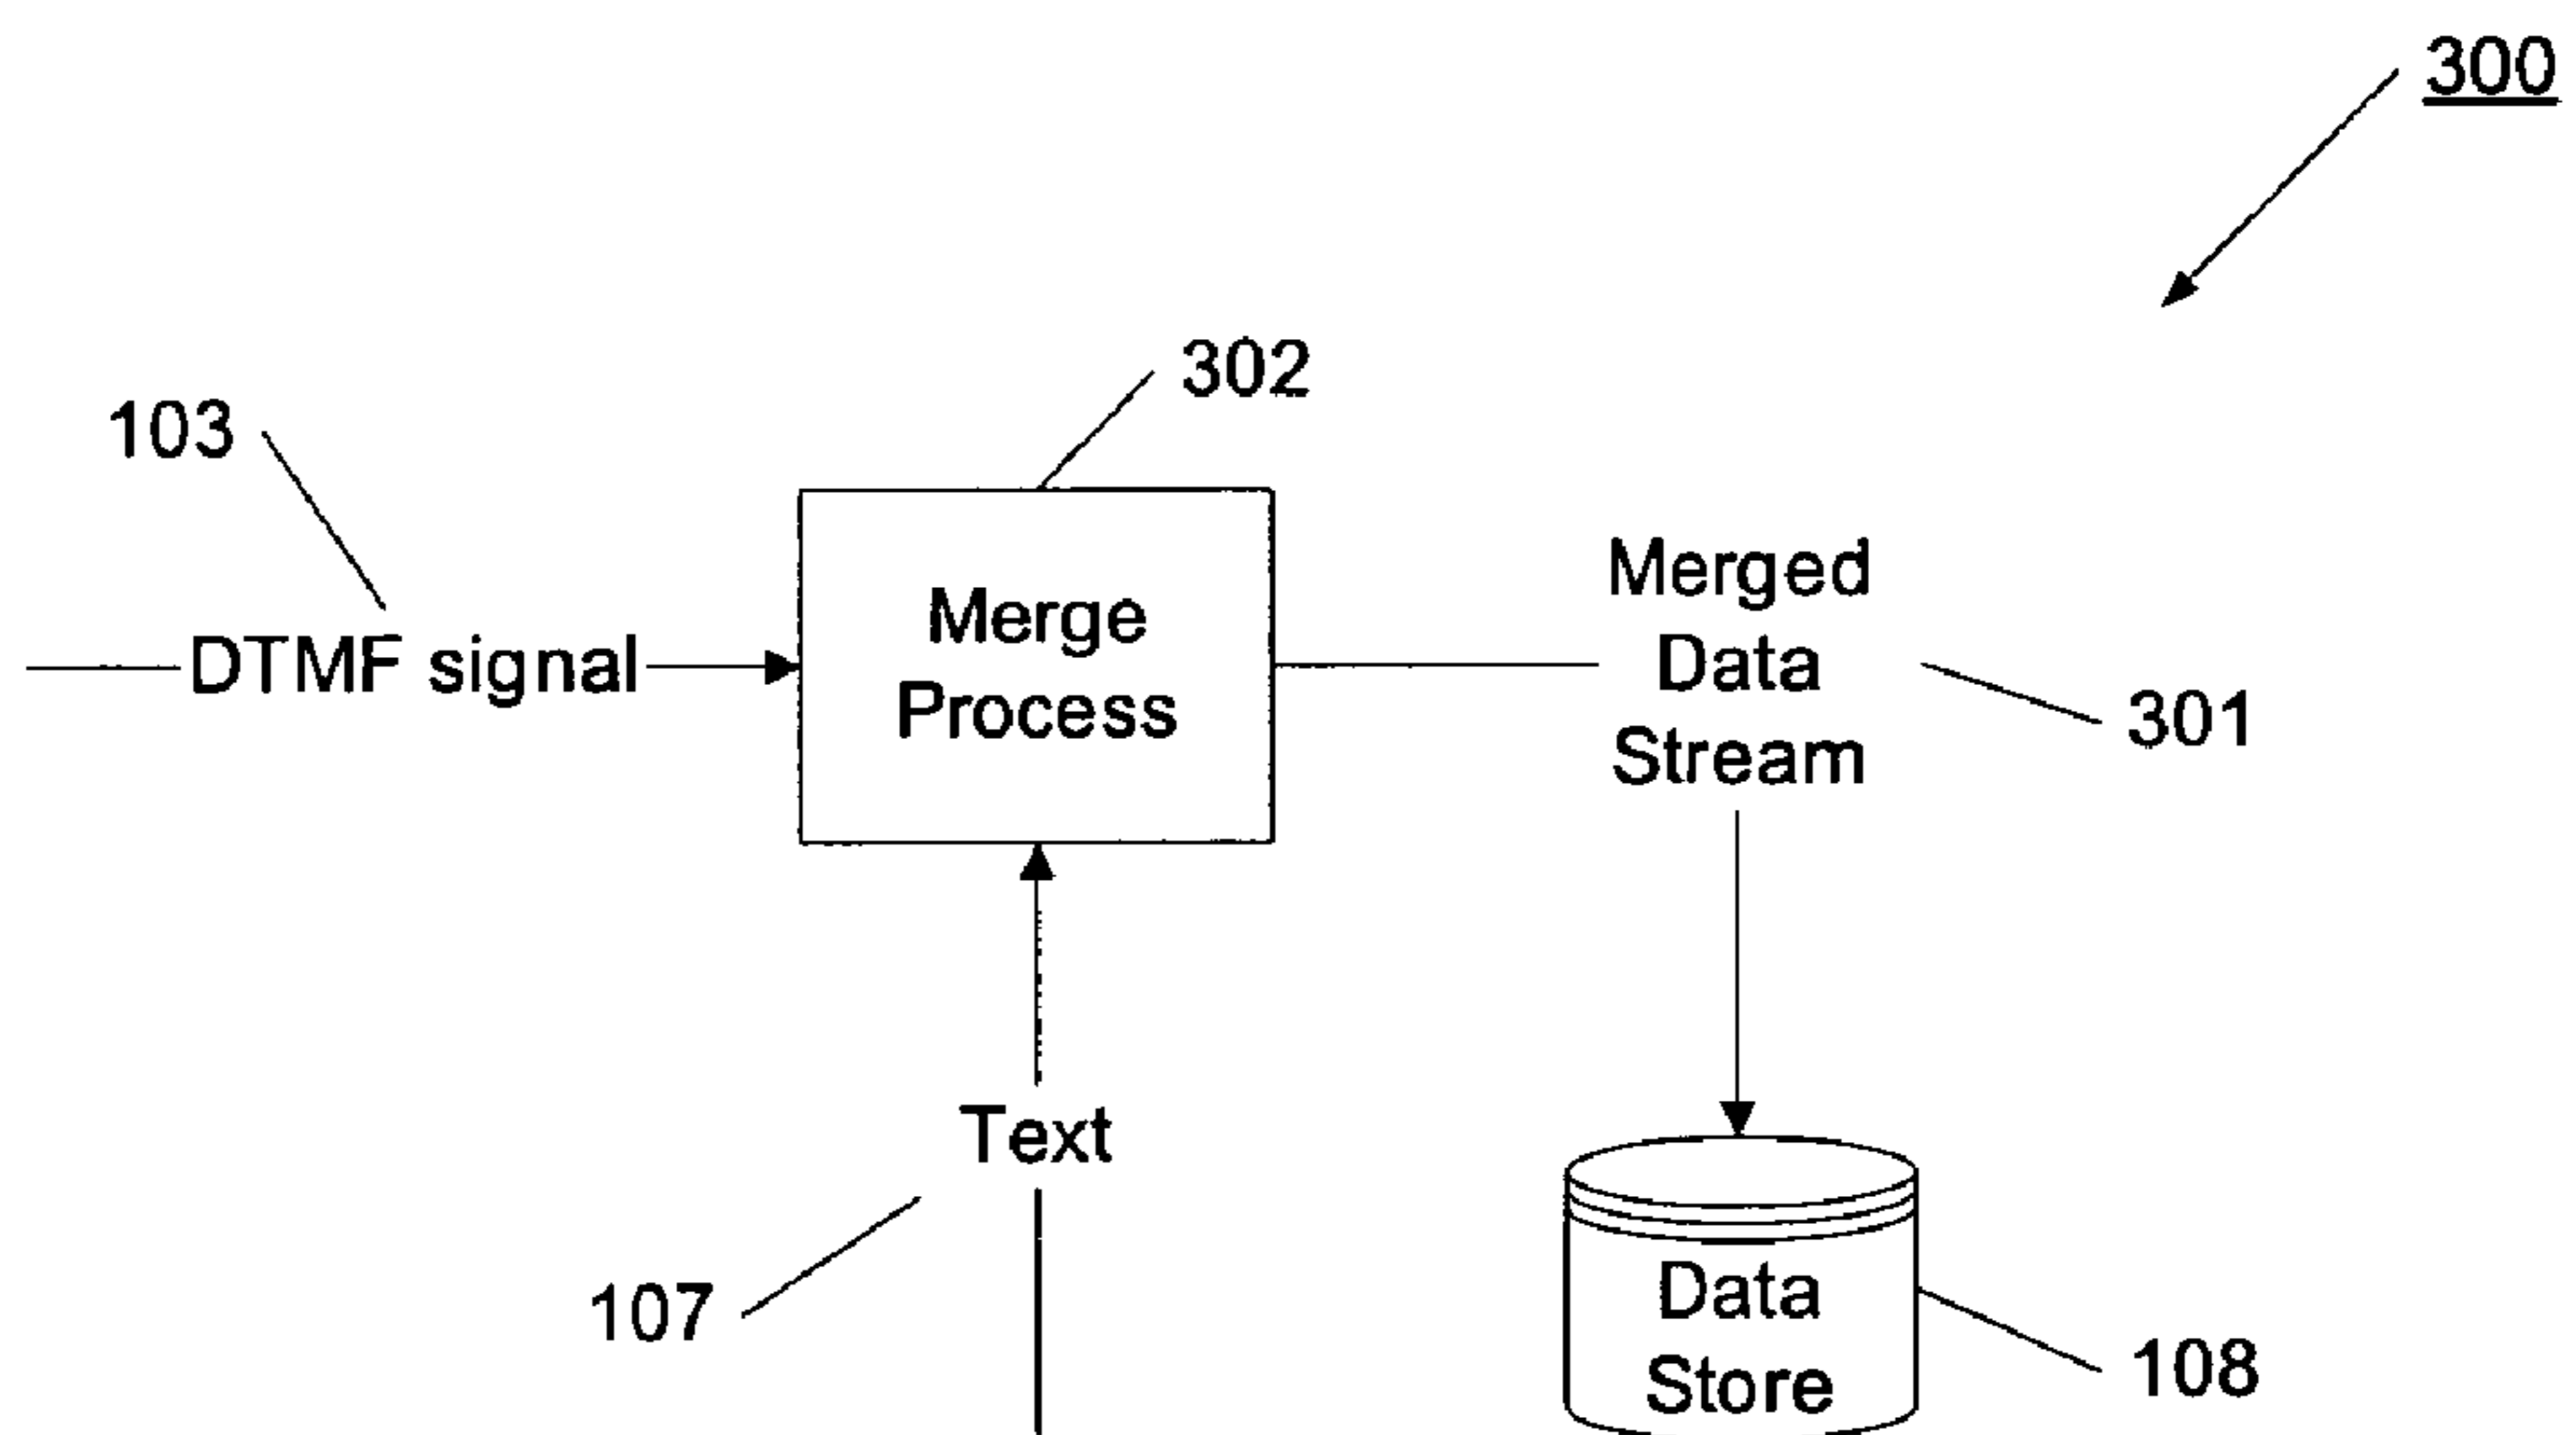 300
302
103
Merge
Process
DTMF signal
Merged
Data
Stream
301
Text
107
Data
Store
108